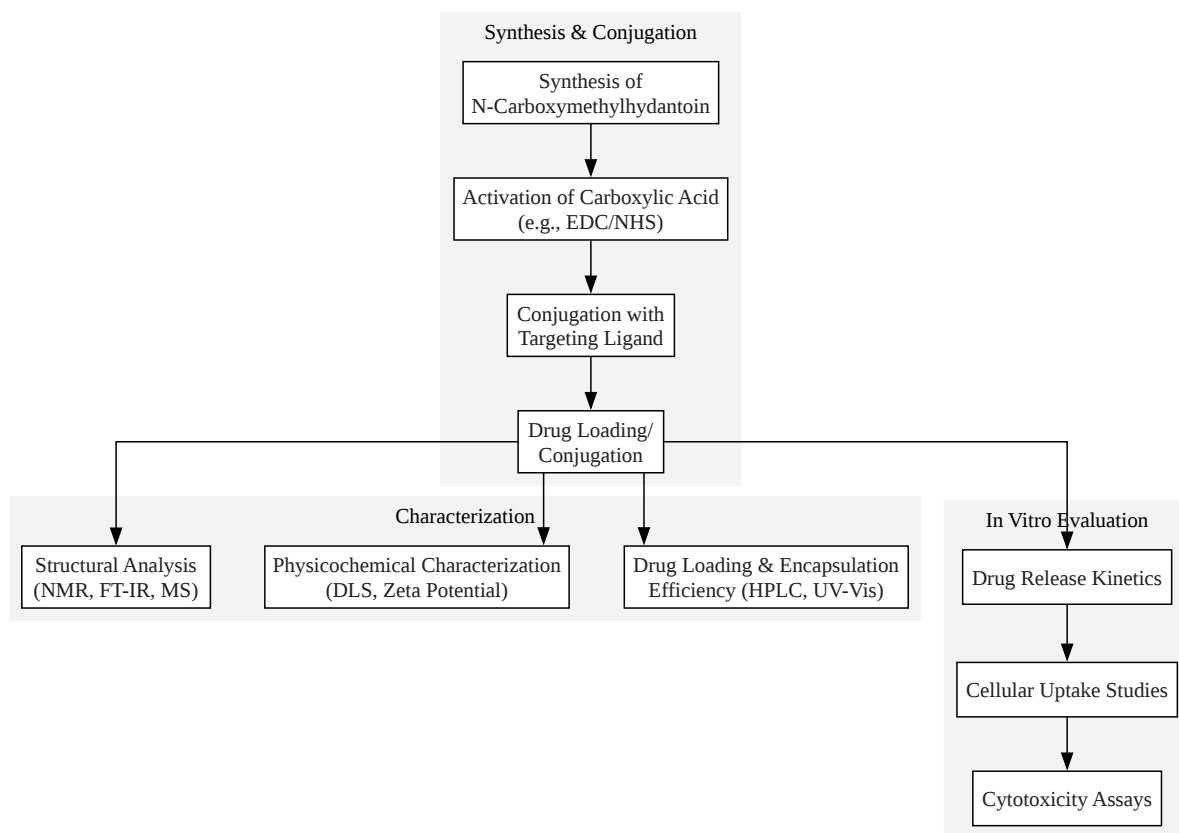 Synthesis & Conjugation
Synthesis of
N-Carboxymethylhydantoin
Activation of Carboxylic Acid
(e.g., EDC/NHS)
Conjugation with
Targeting Ligand
Drug Loading/
Conjugation
Characterization
Structural Analysis
(NMR, FT-IR, MS)
Physicochemical Characterization
(DLS, Zeta Potential)
Drug Loading & Encapsulation
Efficiency (HPLC, UV-Vis)
In Vitro Evaluation
Drug Release Kinetics
Cellular Uptake Studies
Cytotoxicity Assays